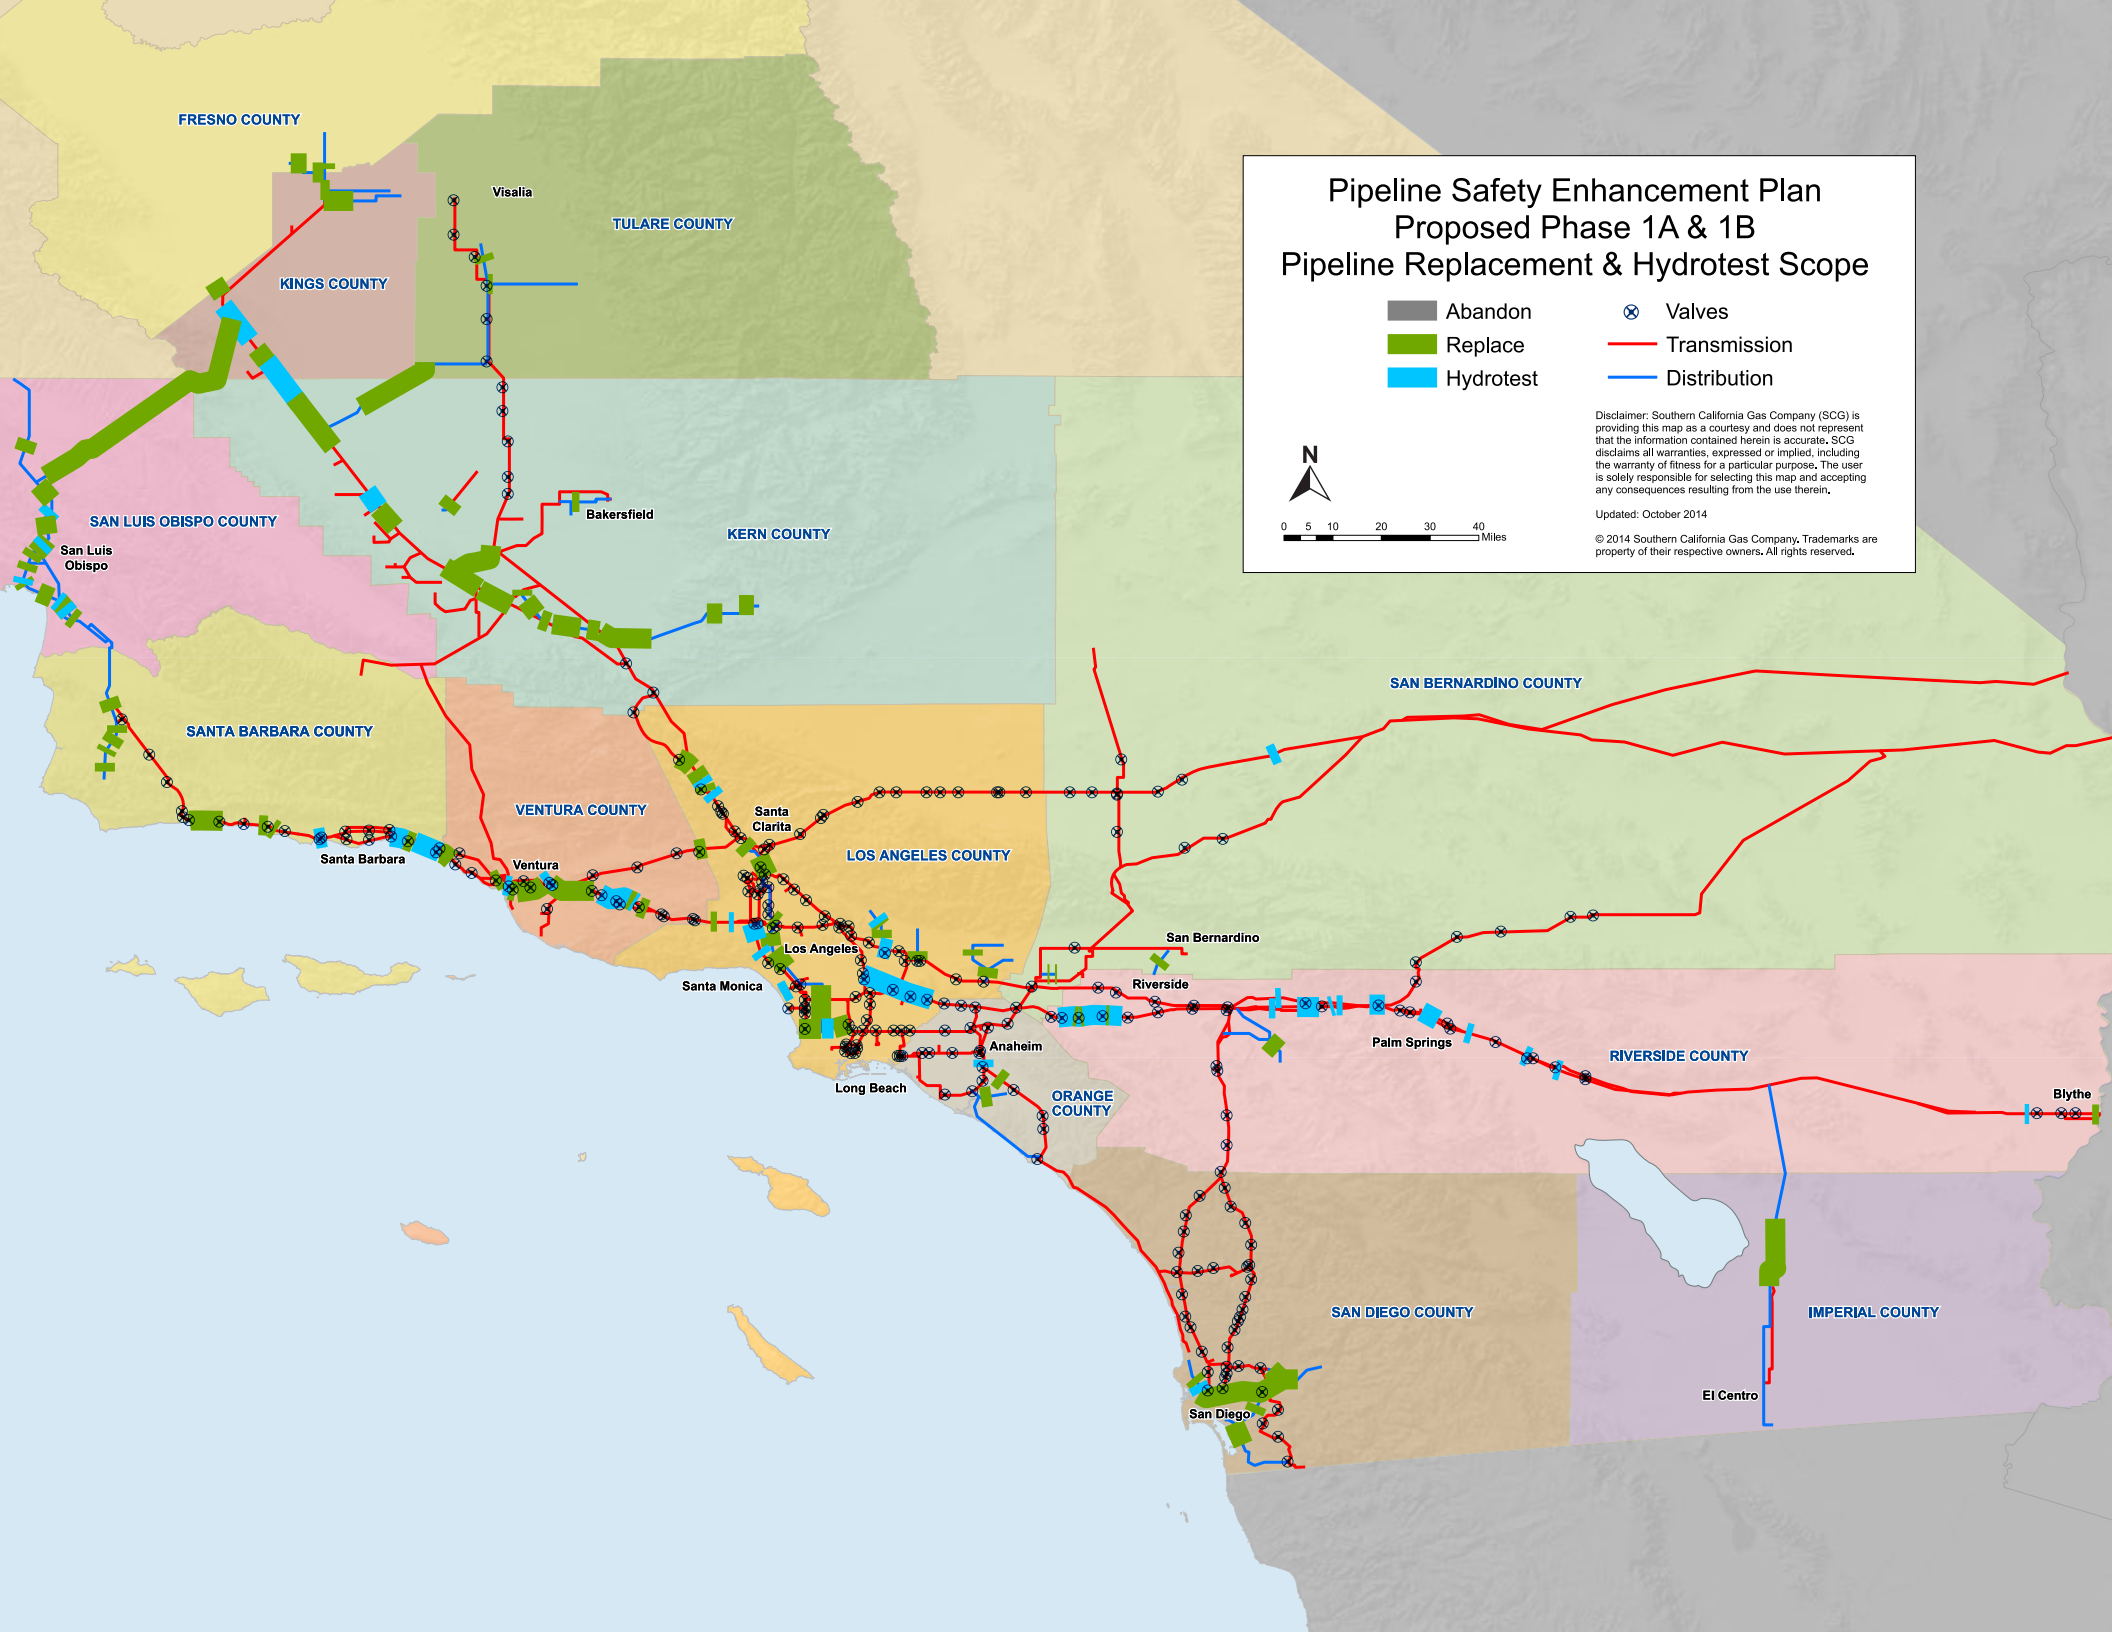 FRESNO COUNTY
Visalia
TULARE COUNTY
KINGS COUNTY
Pipeline Safety Enhancement Plan
Proposed Phase 1A & 1B
Pipeline Replacement & Hydrotest Scope
Abandon
Replace
Hydrotest
Valves
Transmission
Distribution
Disclaimer: Southern California Gas Company (SCG) is
providing this map as a courtesy and does not represent
that the information contained herein is accurate. SCG
disclaims all warranties, expressed or implied, including
the warranty of fitness for a particular purpose. The user
is solely responsible for selecting this map and accepting
any consequences resulting from the use therein.
Updated: October 2014
© 2014 Southern California Gas Company. Trademarks are
property of their respective owners. All rights reserved.
N
0 5 10 20 30 40
Miles
SAN LUIS OBISPO COUNTY
San Luis
Obispo
Bakersfield
KERN COUNTY
SAN BERNARDINO COUNTY
SANTA BARBARA COUNTY
VENTURA COUNTY
Santa
Clarita
Santa Barbara
Ventura
LOS ANGELES COUNTY
San Bernardino
Los Angeles
Santa Monica
Riverside
Anaheim
Palm Springs
RIVERSIDE COUNTY
Long Beach
ORANGE
COUNTY
Blythe
SAN DIEGO COUNTY
IMPERIAL COUNTY
El Centro
San Diego